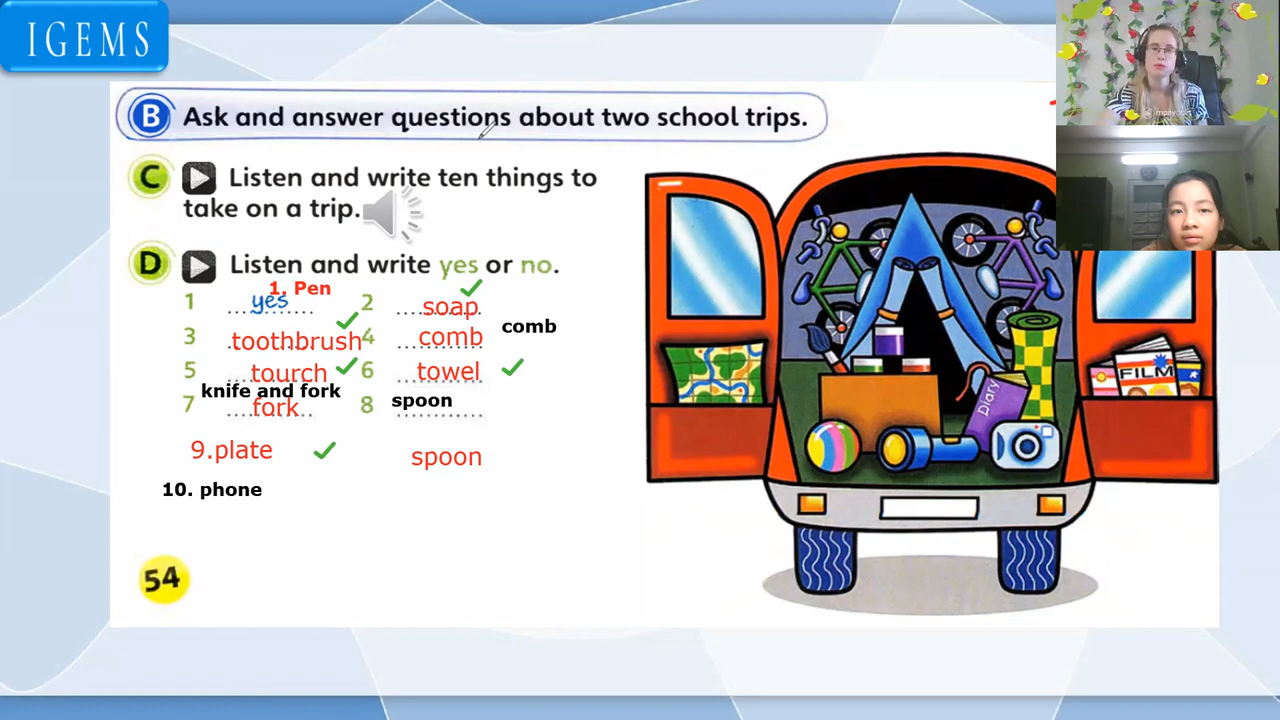 IGEMS
B Ask and answer questions about two school trips.
C Listen and write ten things to
take on a trip.
D Listen and write yes or no.
1. Pen
1 yes 2 soap
3 toothbrush 4 comb comb
5 tourch 6 towel
knife and fork
7 fork 8 spoon
9.plate spoon
10. phone
54
FILM
Diary